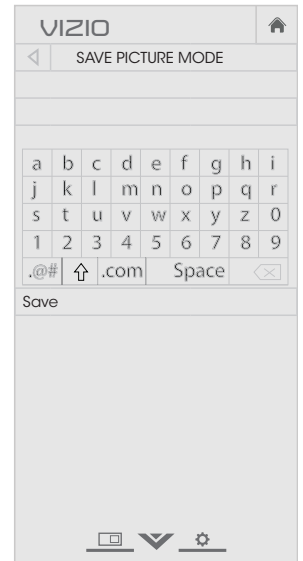 VIZIO
SAVE PICTURE MODE
a b c d e f g h i
j k l m n o p q r
s t u v w x y z 0
1 2 3 4 5 6 7 8 9
.@# .com Space
Save